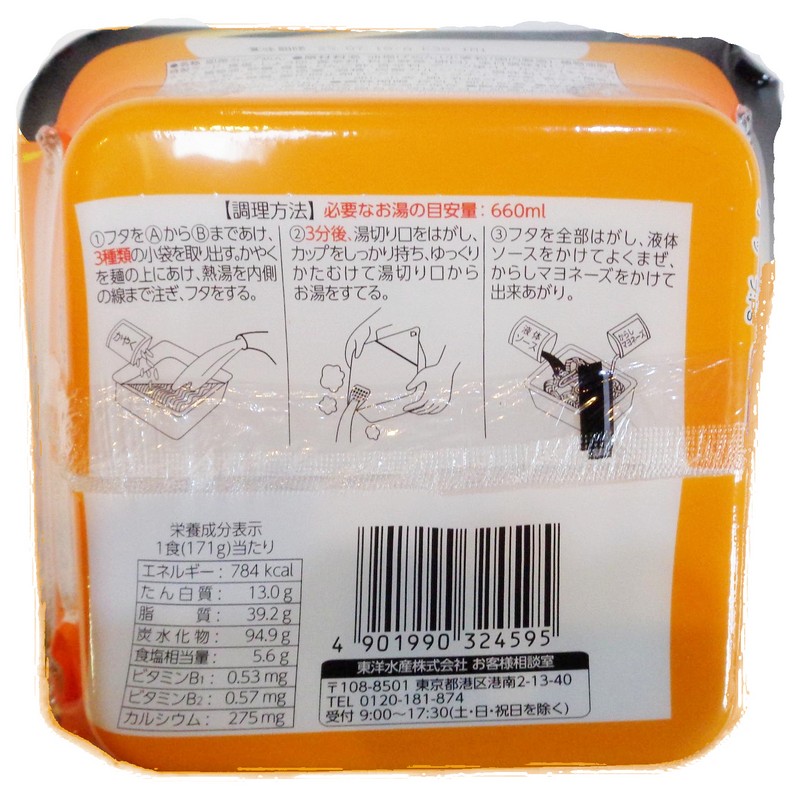 【調理方法】必要なお湯の目安量：660ml
①フタをⒶからⒷまであけ、
3種類の小袋を取り出す。かやく
を麺の上にあけ、熱湯を内側
の線まで注ぎ、フタをする。
②3分後、湯切り口をはがし、
カップをしっかり持ち、ゆっくり
かたむけて湯切り口から
お湯をすてる。
③フタを全部はがし、液体
ソースをかけてよくまぜ、
からしマヨネーズをかけて
出来あがり。
かやく
液体
ソース
からし
マヨネーズ
栄養成分表示
1食(171g)当たり
エネルギー：784 kcal
たん白質：13.0 g
脂質：39.2 g
炭水化物：94.9 g
食塩相当量：5.6 g
ビタミンB1：0.53 mg
ビタミンB2：0.57 mg
カルシウム：275 mg
4 901990 324595
東洋水産株式会社 お客様相談室
〒108-8501 東京都港区港南2-13-40
TEL 0120-181-874
受付 9:00～17:30(土・日・祝日を除く)